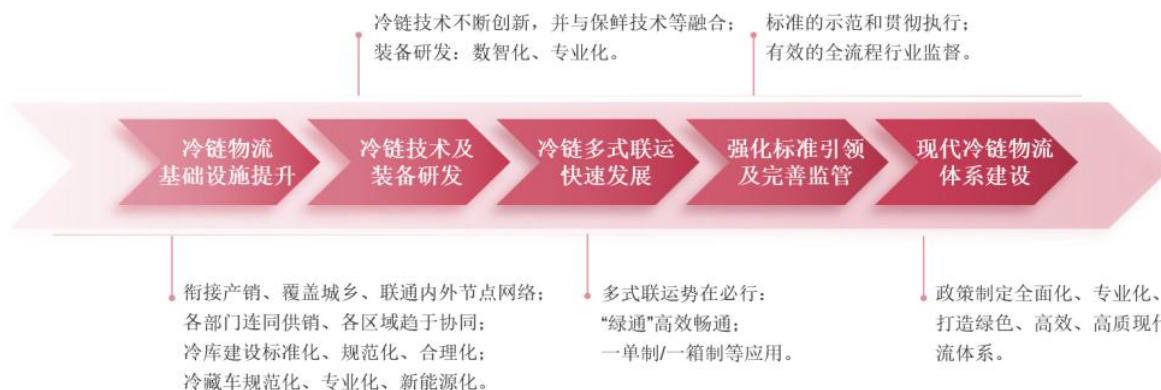 冷链技术不断创新，并与保鲜技术等融合；
装备研发：数智化、专业化。
标准的示范和贯彻执行；
有效的全流程行业监督。
冷链物流
基础设施提升
冷链技术及
装备研发
冷链多式联运
快速发展
强化标准引领
及完善监管
现代冷链物流
体系建设
衔接产销、覆盖城乡、联通内外节点网络；
各部门连同供销、各区域趋于协同；
冷库建设标准化、规范化、合理化；
冷藏车规范化、专业化、新能源化。
多式联运势在必行：
“绿通”高效畅通；
一单制/一箱制等应用。
政策制定全面化、专业化、
打造绿色、高效、高质现
流体系。